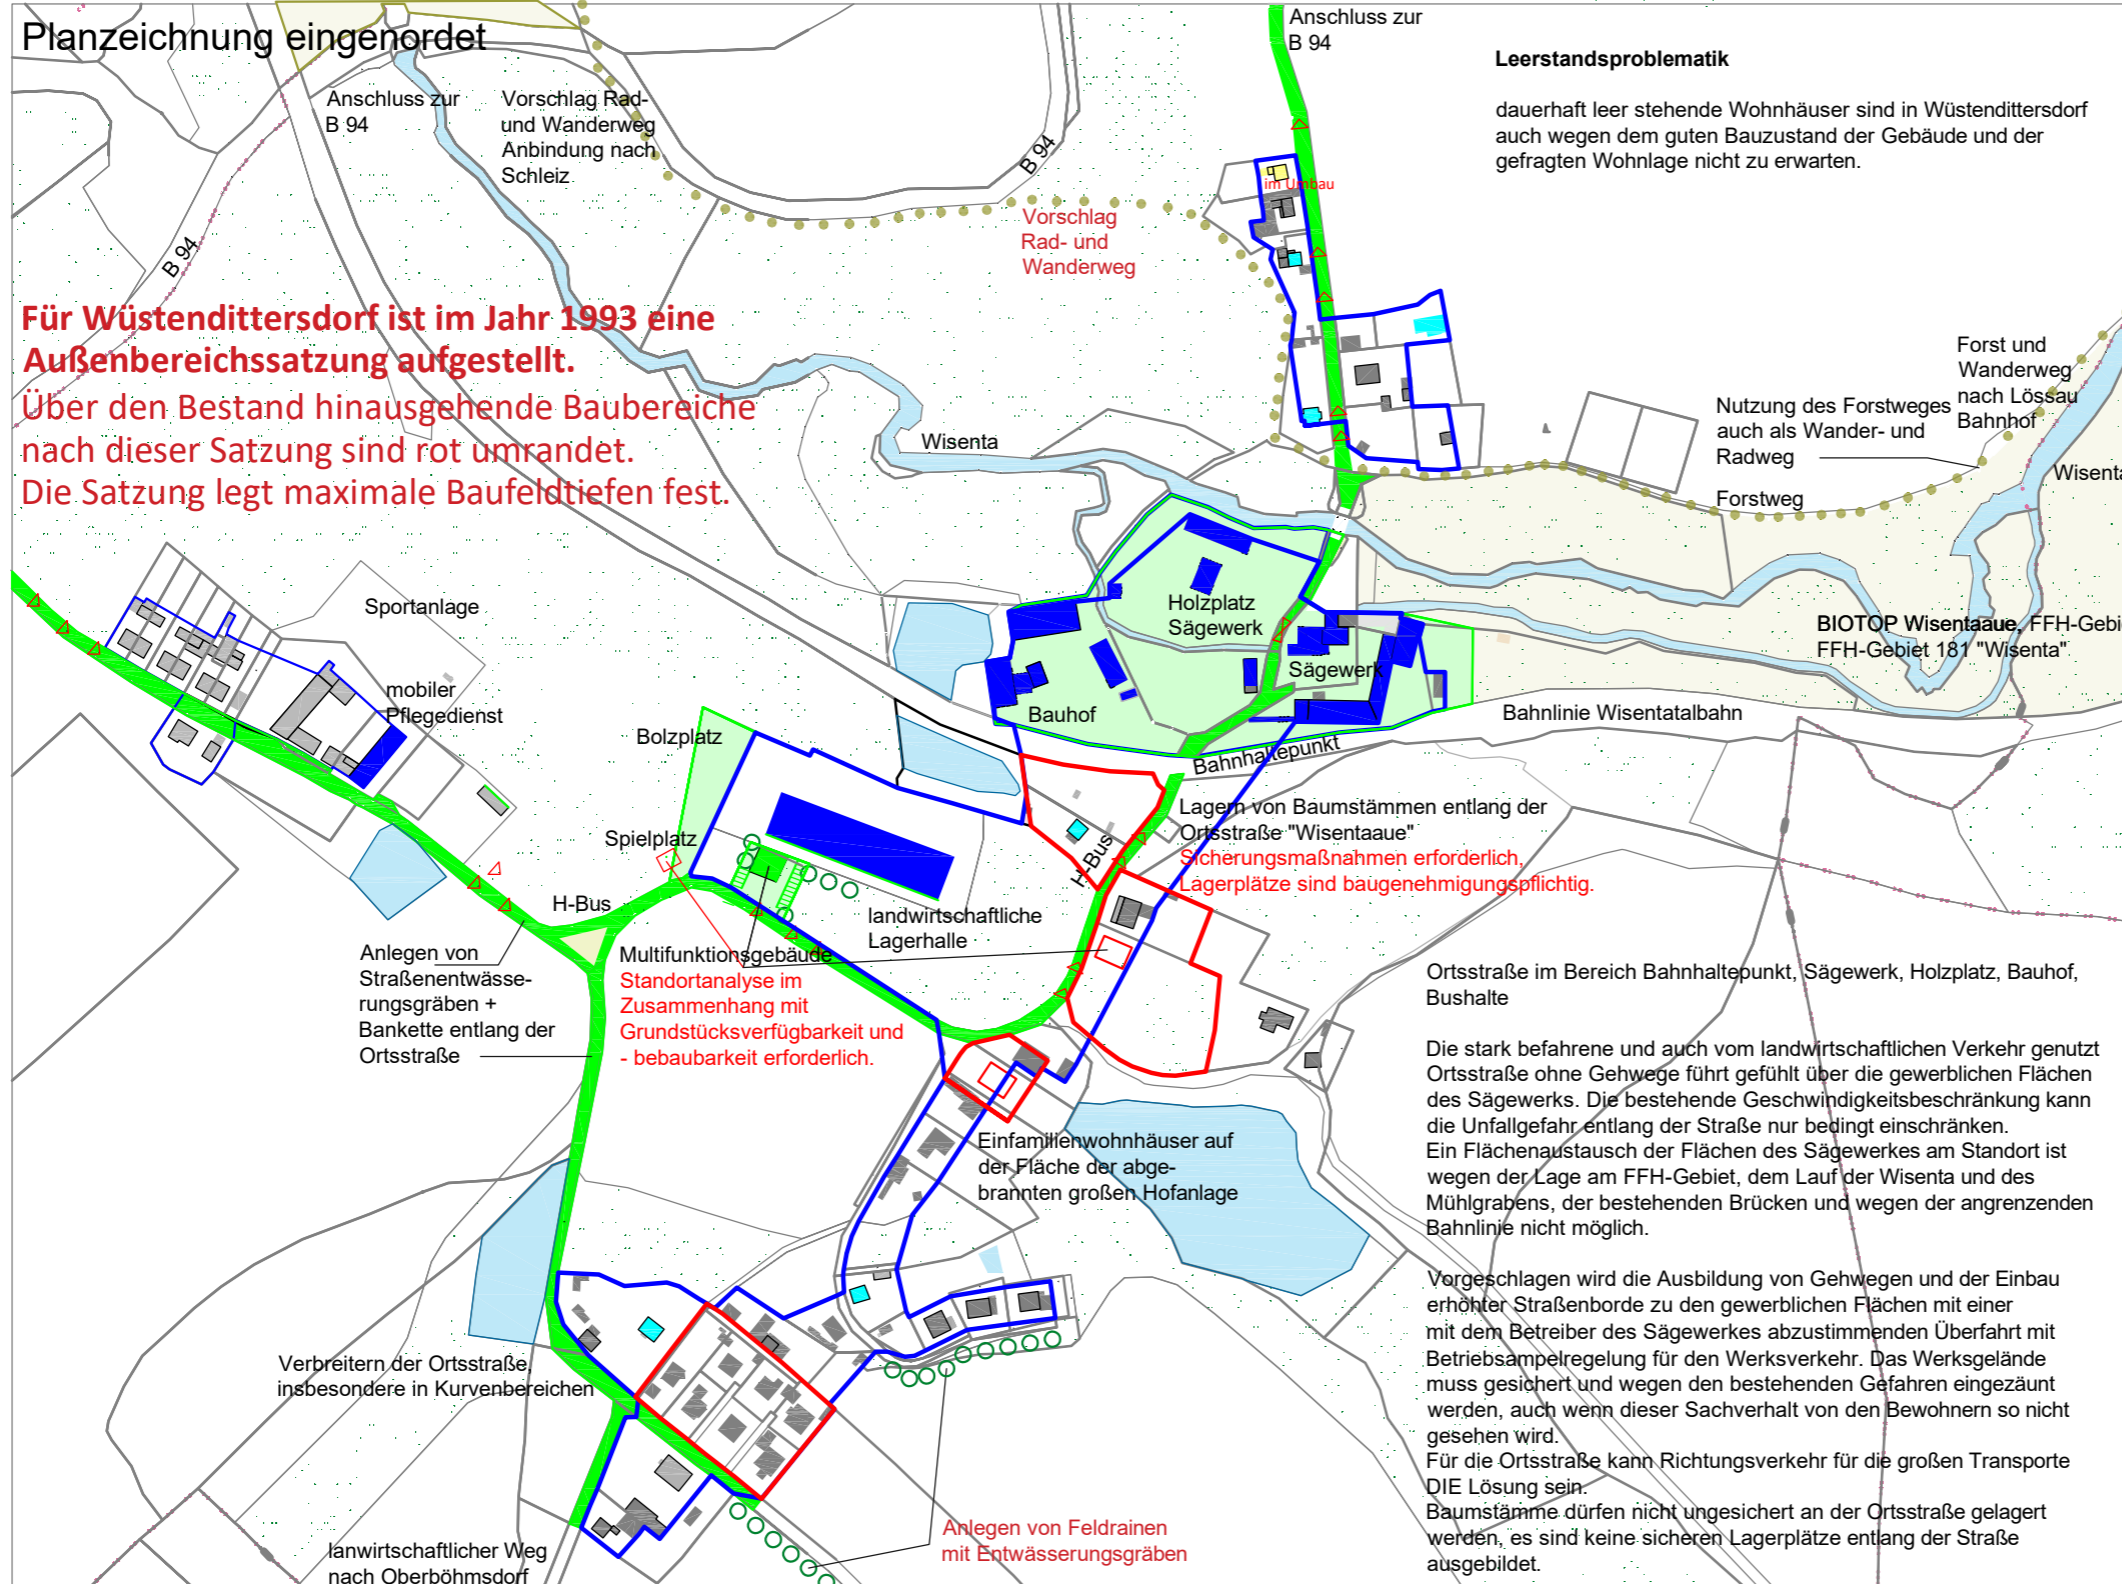 Planzeichnung eingenordet
Anschluss zur
B 94
Vorschlag Rad-
und Wanderweg
Anbindung nach
Schleiz
B 94
B 94
Anschluss zur
B 94
Leerstandsproblematik
dauerhaft leer stehende Wohnhäuser sind in Wüstendittersdorf
auch wegen dem guten Bauzustand der Gebäude und der
gefragten Wohnlage nicht zu erwarten.
im Umbau
Vorschlag
Rad- und
Wanderweg
Für Wüstendittersdorf ist im Jahr 1993 eine
Außenbereichssatzung aufgestellt.
Über den Bestand hinausgehende Baubereiche
nach dieser Satzung sind rot umrandet.
Die Satzung legt maximale Baufeldtiefen fest.
Wisenta
Forst und
Wanderweg
nach Lössau
Bahnhof
Nutzung des Forstweges
auch als Wander- und
Radweg
Forstweg
Wisenta
Sportanlage
mobiler
Pflegedienst
Holzplatz
Sägewerk
Sägewerk
Bauhof
BIOTOP Wisentaaue, FFH-Gebi
FFH-Gebiet 181 "Wisenta"
Bahnlinie Wisentatalbahn
Bahnhaltepunkt
Bolzplatz
Spielplatz
H-Bus
H-Bus
Lagern von Baumstämmen entlang der
Ortsstraße "Wisentaaue"
Sicherungsmaßnahmen erforderlich,
Lagerplätze sind baugenehmigungspflichtig.
landwirtschaftliche
Lagerhalle
Anlegen von
Straßenentwässe-
rungsgräben +
Bankette entlang der
Ortsstraße
Multifunktionsgebäude
Standortanalyse im
Zusammenhang mit
Grundstücksverfügbarkeit und
- bebaubarkeit erforderlich.
Ortsstraße im Bereich Bahnhaltepunkt, Sägewerk, Holzplatz, Bauhof,
Bushalte
Die stark befahrene und auch vom landwirtschaftlichen Verkehr genutzt
Ortsstraße ohne Gehwege führt gefühlt über die gewerblichen Flächen
des Sägewerks. Die bestehende Geschwindigkeitsbeschränkung kann
die Unfallgefahr entlang der Straße nur bedingt einschränken.
Ein Flächenaustausch der Flächen des Sägewerkes am Standort ist
wegen der Lage am FFH-Gebiet, dem Lauf der Wisenta und des
Mühlgrabens, der bestehenden Brücken und wegen der angrenzenden
Bahnlinie nicht möglich.
Einfamilienwohnhäuser auf
der Fläche der abge-
brannten großen Hofanlage
Vorgeschlagen wird die Ausbildung von Gehwegen und der Einbau
erhöhter Straßenborde zu den gewerblichen Flächen mit einer
mit dem Betreiber des Sägewerkes abzustimmenden Überfahrt mit
Betriebsampelregelung für den Werksverkehr. Das Werksgelände
muss gesichert und wegen den bestehenden Gefahren eingezäunt
werden, auch wenn dieser Sachverhalt von den Bewohnern so nicht
gesehen wird.
Für die Ortsstraße kann Richtungsverkehr für die großen Transporte
DIE Lösung sein.
Baumstämme dürfen nicht ungesichert an der Ortsstraße gelagert
werden, es sind keine sicheren Lagerplätze entlang der Straße
ausgebildet.
Verbreitern der Ortsstraße,
insbesondere in Kurvenbereichen
Anlegen von Feldrainen
mit Entwässerungsgräben
lanwirtschaftlicher Weg
nach Oberböhmsdorf